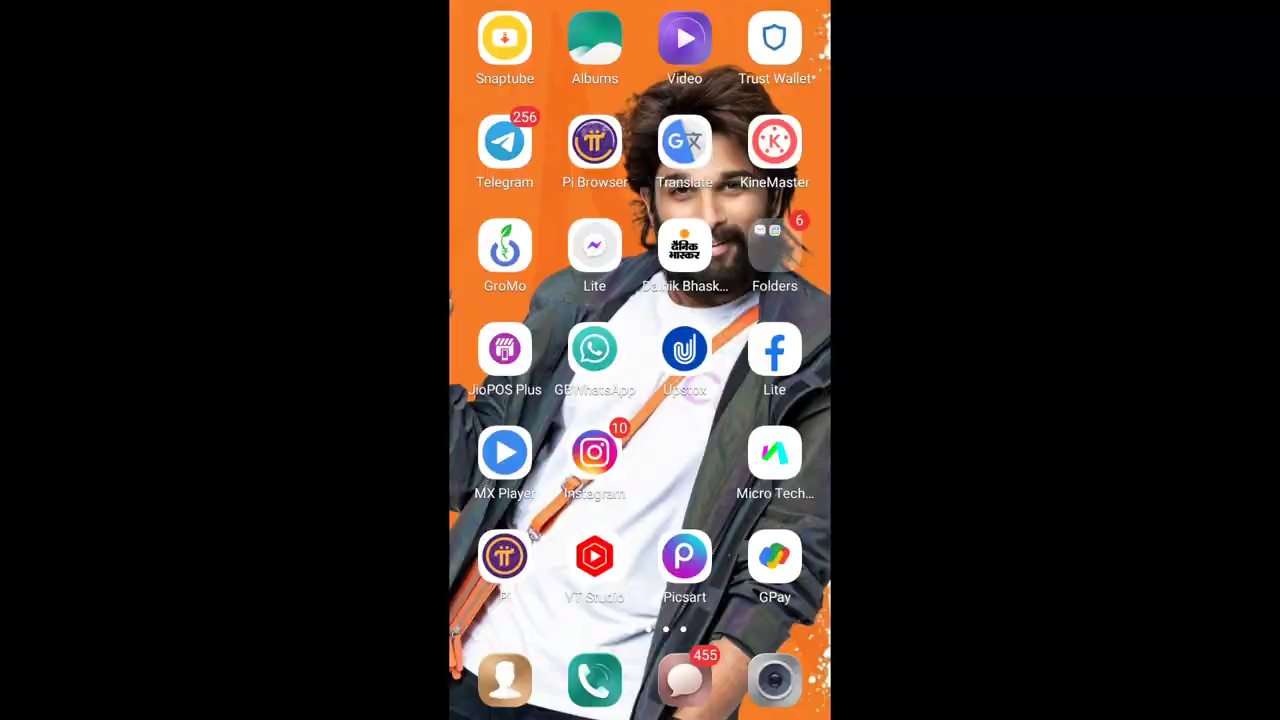 Snaptube Albums Video Trust Wallet
256
Telegram Pi Browser Translate KineMaster
दैनिक
भास्कर
6
GroMo Lite Dainik Bhask... Folders
JioPOS Plus GBWhatsApp Upstox Lite
10
MX Player Instagram Micro Tech...
Pi YT Studio Picsart GPay
455